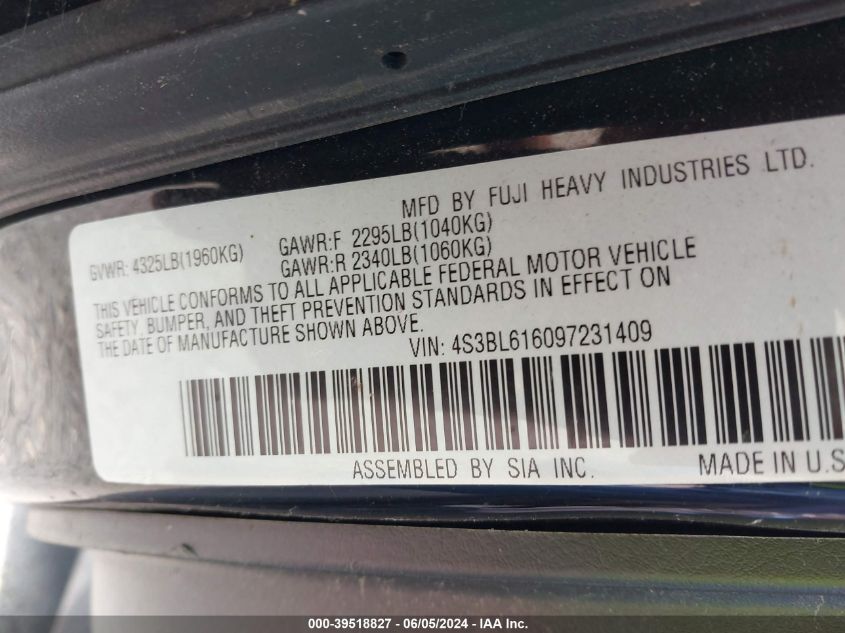 MFD BY FUJI HEAVY INDUSTRIES LTD.
GVWR: 4325LB(1960KG) GAWR:F 2295LB(1040KG)
GAWR:R 2340LB(1060KG)
THIS VEHICLE CONFORMS TO ALL APPLICABLE FEDERAL MOTOR VEHICLE
SAFETY, BUMPER, AND THEFT PREVENTION STANDARDS IN EFFECT ON
THE DATE OF MANUFACTURE SHOWN ABOVE.
VIN: 4S3BL616097231409
ASSEMBLED BY SIA INC. MADE IN U.S
000-39518827 - 06/05/2024 - IAA Inc.